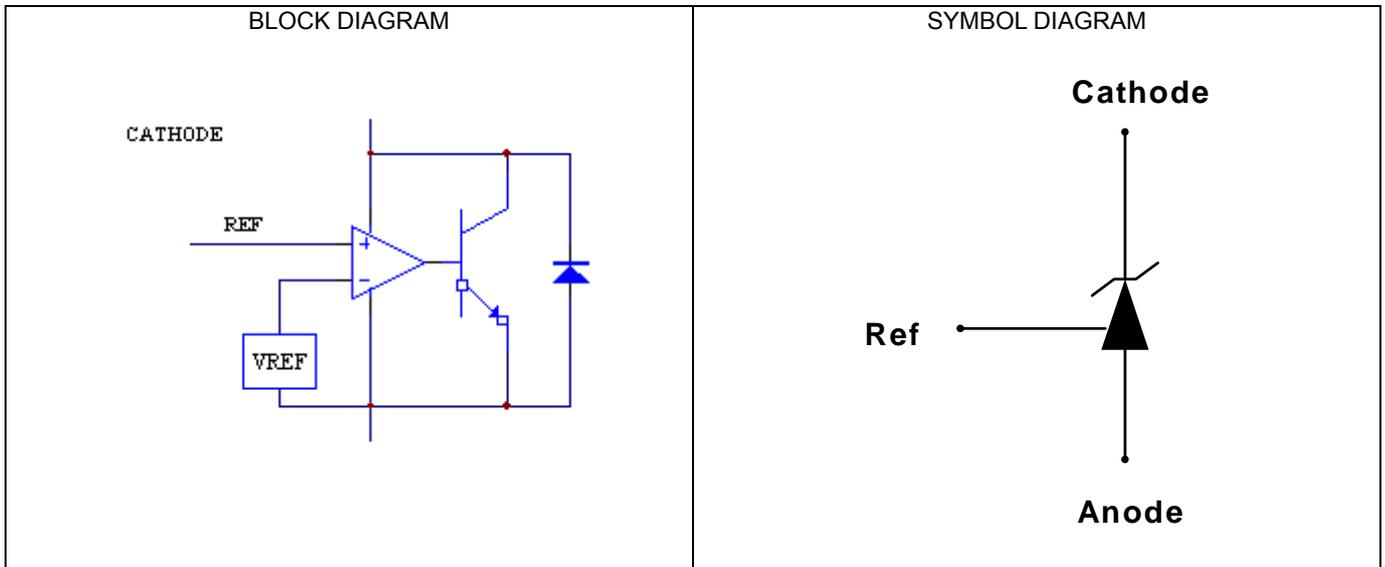 BLOCK DIAGRAM
CATHODE
REF
+
-
VREF
SYMBOL DIAGRAM
Cathode
Ref
Anode